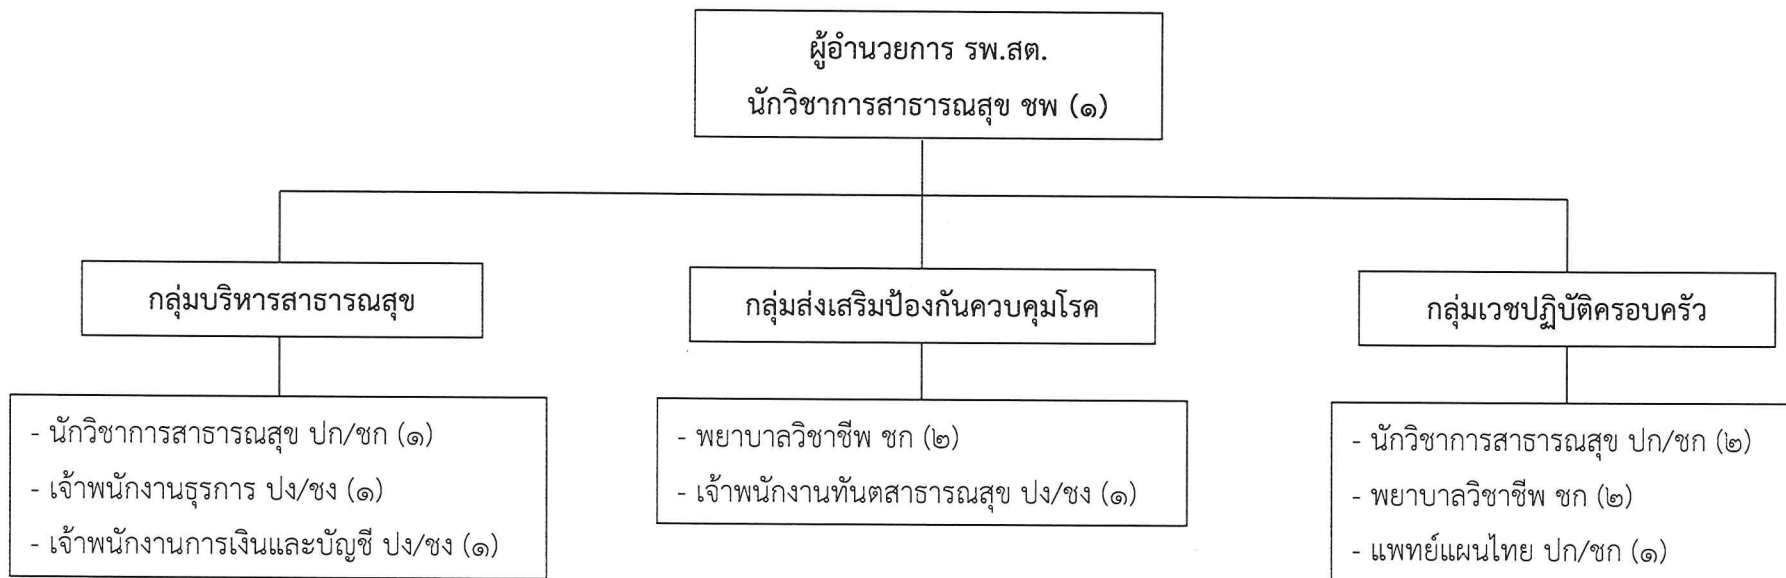 ผู้อำนวยการ รพ.สต.
นักวิชาการสาธารณสุข ชพ (๑)
กลุ่มบริหารสาธารณสุข
กลุ่มส่งเสริมป้องกันควบคุมโรค
กลุ่มเวชปฏิบัติครอบครัว
- นักวิชาการสาธารณสุข ปก/ชก (๑)
- เจ้าพนักงานธุรการ ปง/ชง (๑)
- เจ้าพนักงานการเงินและบัญชี ปง/ชง (๑)
- พยาบาลวิชาชีพ ชก (๒)
- เจ้าพนักงานทันตสาธารณสุข ปง/ชง (๑)
- นักวิชาการสาธารณสุข ปก/ชก (๒)
- พยาบาลวิชาชีพ ชก (๒)
- แพทย์แผนไทย ปก/ชก (๑)